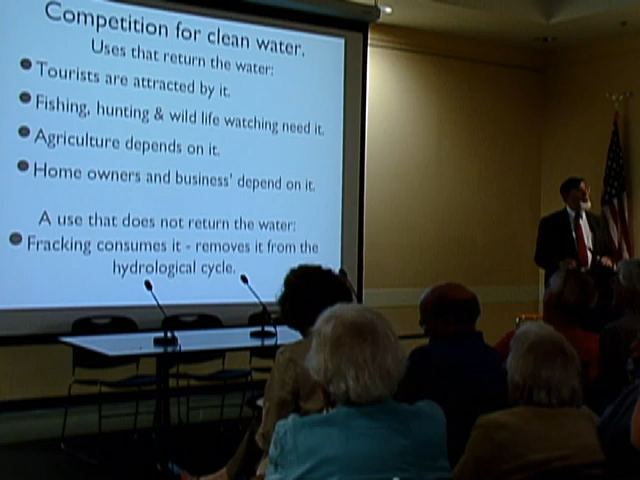 Competition for clean water.
Uses that return the water:
Tourists are attracted by it.
Fishing, hunting & wild life watching need it.
Agriculture depends on it.
Home owners and business' depend on it.
A use that does not return the water:
Fracking consumes it - removes it from the
hydrological cycle.